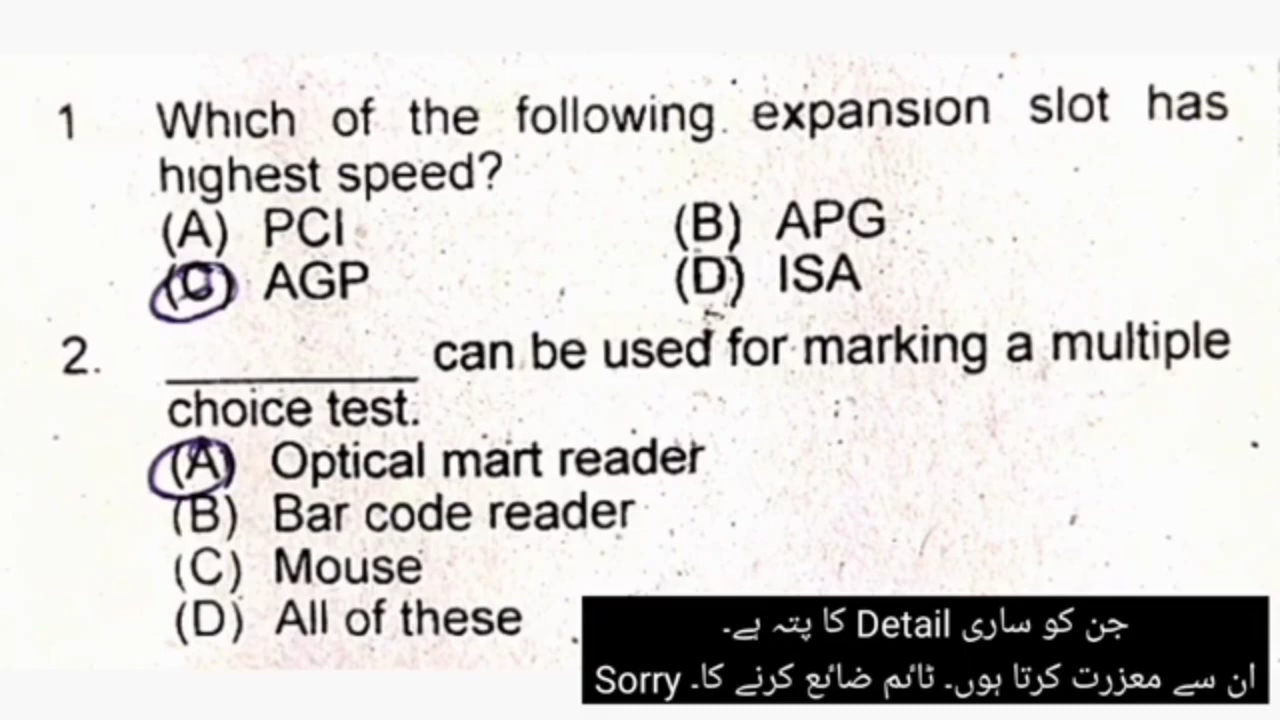 1 Which of the following expansion slot has
highest speed?
(A) PCI (B) APG
(C) AGP (D) ISA
2. __________ can be used for marking a multiple
choice test.
(A) Optical mart reader
(B) Bar code reader
(C) Mouse
(D) All of these
جن کو ساری Detail کا پتہ ہے۔
ان سے معزرت کرتا ہوں۔ ٹائم ضائع کرنے کا۔ Sorry